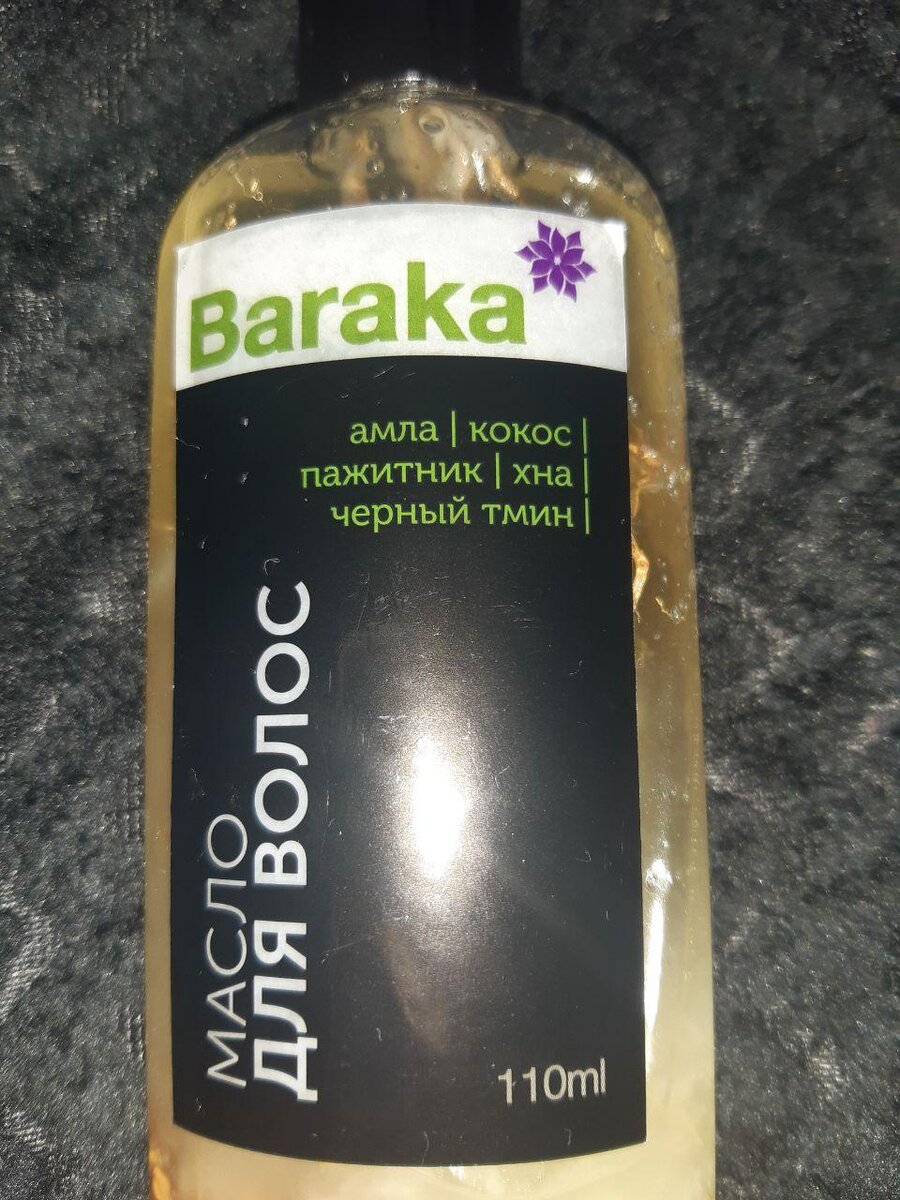 Baraka
амла | кокос |
пажитник | хна |
черный тмин |
МАСЛО
ДЛЯ ВОЛОС
110ml